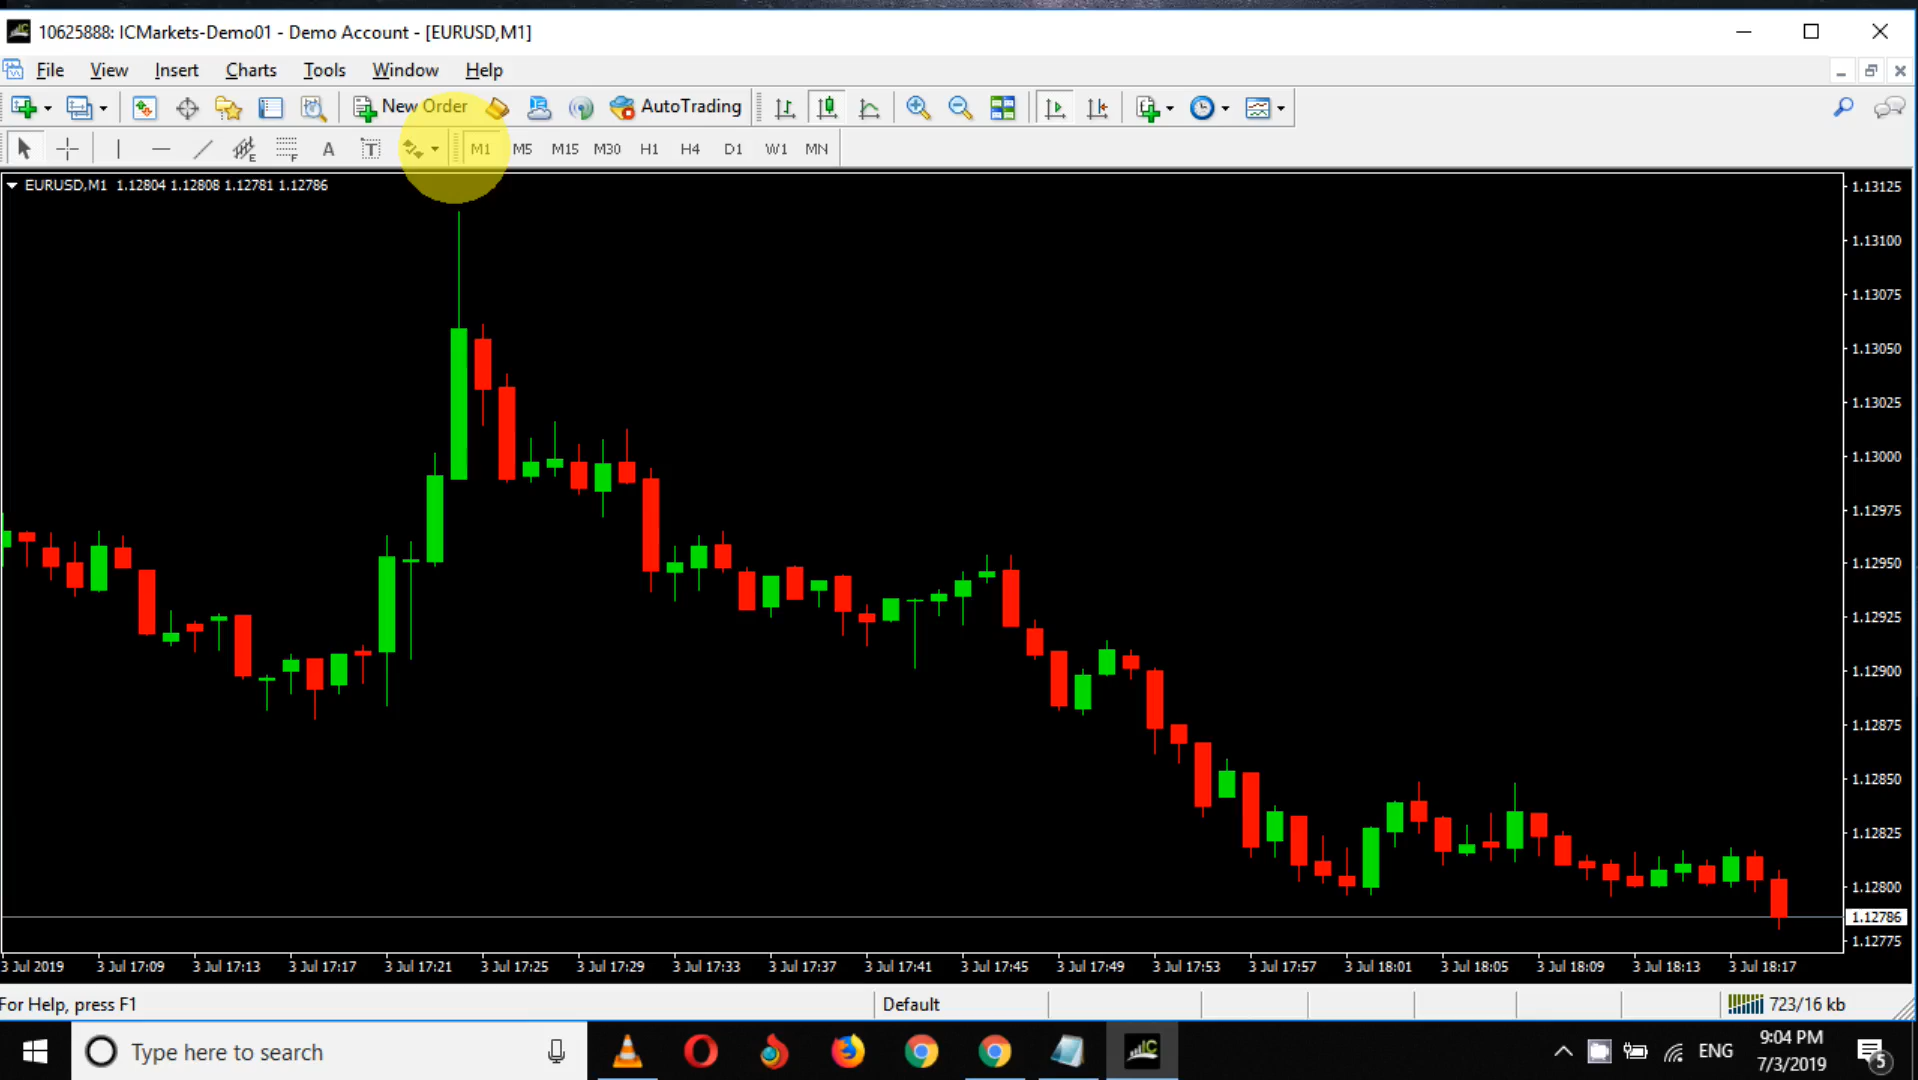 10625888: ICMarkets-Demo01 - Demo Account - [EURUSD,M1]
File View Insert Charts Tools Window Help
New Order AutoTrading
E F A T M1 M5 M15 M30 H1 H4 D1 W1 MN
EURUSD,M1 1.12804 1.12808 1.12781 1.12786
1.13125
1.13100
1.13075
1.13050
1.13025
1.13000
1.12975
1.12950
1.12925
1.12900
1.12875
1.12850
1.12825
1.12800
1.12786
1.12775
3 Jul 2019 3 Jul 17:09 3 Jul 17:13 3 Jul 17:17 3 Jul 17:21 3 Jul 17:25 3 Jul 17:29 3 Jul 17:33 3 Jul 17:37 3 Jul 17:41 3 Jul 17:45 3 Jul 17:49 3 Jul 17:53 3 Jul 17:57 3 Jul 18:01 3 Jul 18:05 3 Jul 18:09 3 Jul 18:13 3 Jul 18:17
For Help, press F1 Default 723/16 kb
Type here to search IC ENG 9:04 PM
7/3/2019 5